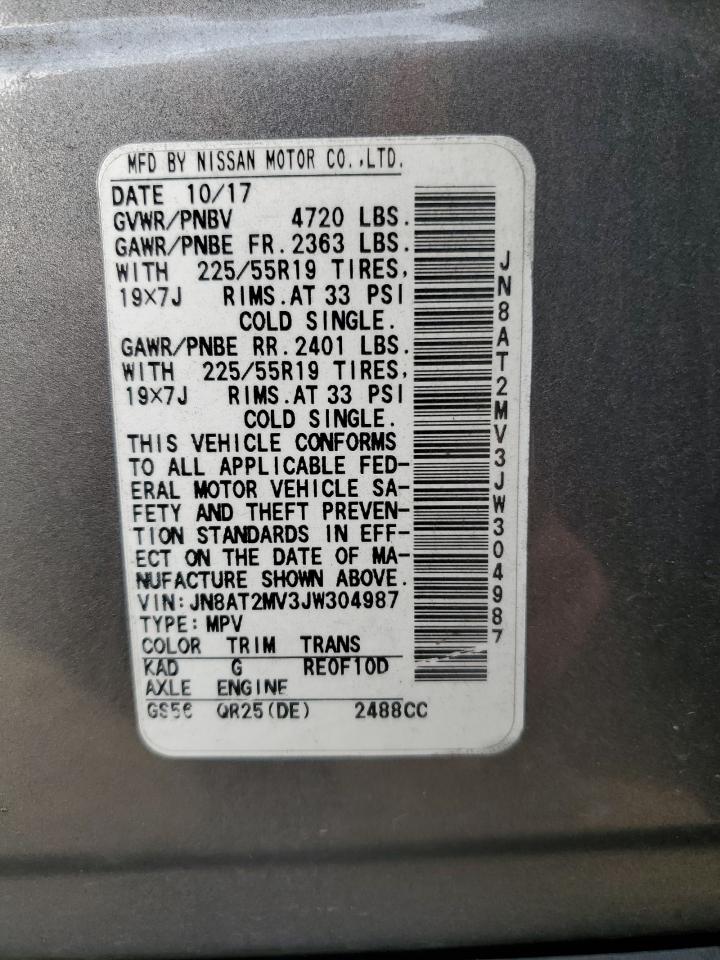 MFD BY NISSAN MOTOR CO.,LTD.
DATE 10/17
GVWR/PNBV 4720 LBS.
GAWR/PNBE FR.2363 LBS.
WITH 225/55R19 TIRES,
19×7J RIMS.AT 33 PSI
COLD SINGLE.
GAWR/PNBE RR.2401 LBS.
WITH 225/55R19 TIRES,
19×7J RIMS.AT 33 PSI
COLD SINGLE.
THIS VEHICLE CONFORMS
TO ALL APPLICABLE FED-
ERAL MOTOR VEHICLE SA-
FETY AND THEFT PREVEN-
TION STANDARDS IN EFF-
ECT ON THE DATE OF MA-
NUFACTURE SHOWN ABOVE.
VIN:JN8AT2MV3JW304987
TYPE:MPV
COLOR TRIM TRANS
KAD G RE0F10D
AXLE ENGINE
GS56 QR25(DE) 2488CC
JN8AT2MV3JW304987